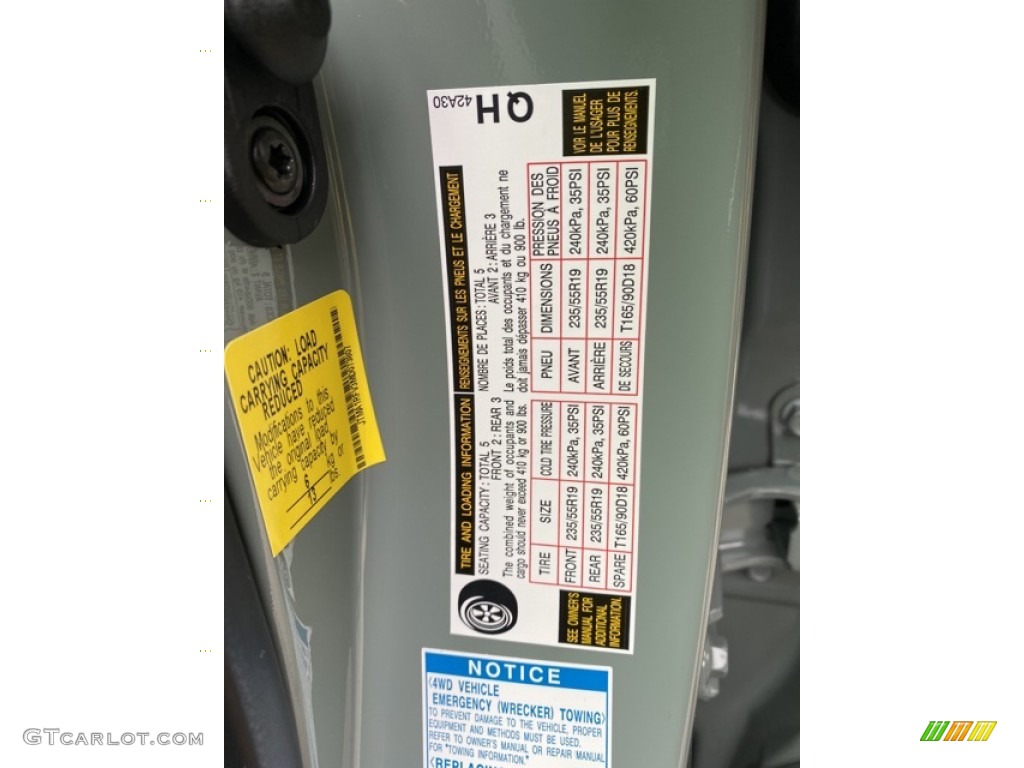 QH
42A30
TIRE AND LOADING INFORMATION
RENSEIGNEMENTS SUR LES PNEUS ET LE CHARGEMENT
SEATING CAPACITY: TOTAL 5
FRONT 2: REAR 3
The combined weight of occupants and
cargo should never exceed 410 kg or 900 lbs.
NOMBRE DE PLACES: TOTAL 5
AVANT 2: ARRIÈRE 3
Le poids total des occupants et du chargement ne
doit jamais dépasser 410 kg ou 900 lb.
TIRE SIZE COLD TIRE PRESSURE
FRONT 235/55R19 240kPa, 35PSI
REAR 235/55R19 240kPa, 35PSI
SPARE T165/90D18 420kPa, 60PSI
PNEU DIMENSIONS PRESSION DES
PNEUS À FROID
AVANT 235/55R19 240kPa, 35PSI
ARRIÈRE 235/55R19 240kPa, 35PSI
DE SECOURS T165/90D18 420kPa, 60PSI
SEE OWNER'S
MANUAL FOR
ADDITIONAL
INFORMATION.
VOIR LE MANUEL
DE L'USAGER
POUR PLUS DE
RENSEIGNEMENTS.
CAUTION: LOAD
CARRYING CAPACITY
REDUCED
Modifications to this
Vehicle have reduced
the original load
carrying capacity by
6 kg or
13 lbs.
NOTICE
<4WD VEHICLE
EMERGENCY (WRECKER) TOWING>
TO PREVENT DAMAGE TO THE VEHICLE, PROPER
EQUIPMENT AND METHODS MUST BE USED.
REFER TO OWNER'S MANUAL OR REPAIR MANUAL
FOR "TOWING INFORMATION."
GTCARLOT.COM